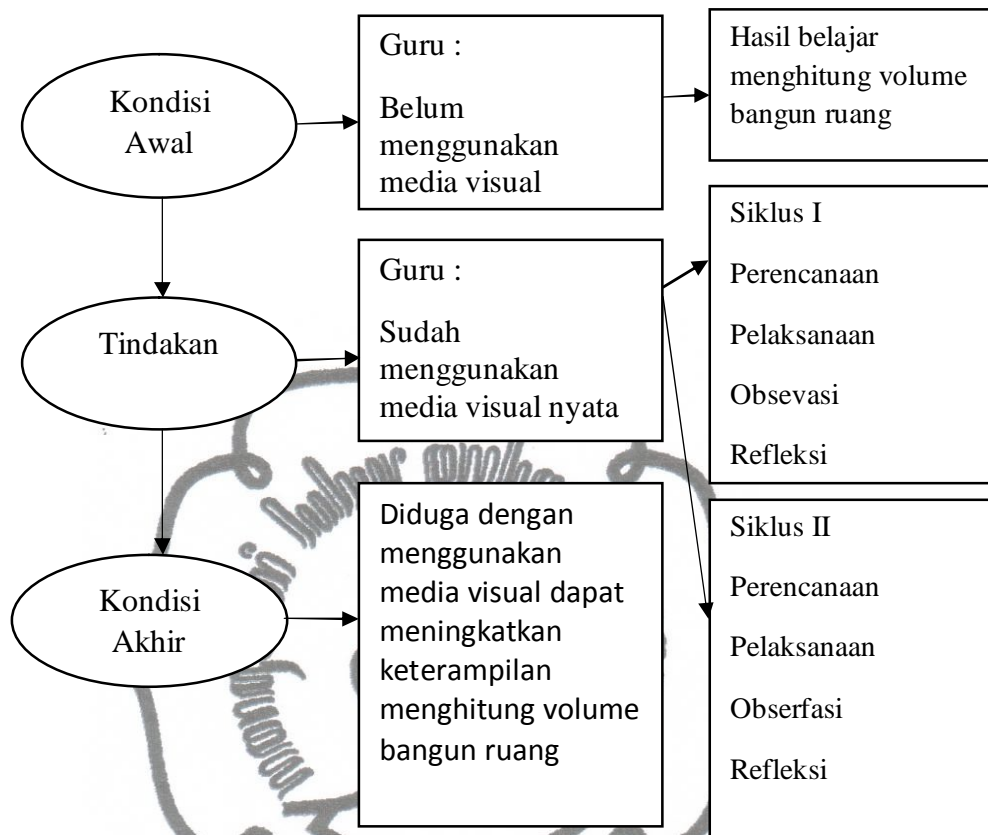 Kondisi
Awal
Guru :
Belum
menggunakan
media visual
Hasil belajar
menghitung volume
bangun ruang
Tindakan
Guru :
Sudah
menggunakan
media visual nyata
Siklus I
Perencanaan
Pelaksanaan
Obsevasi
Refleksi
Kondisi
Akhir
Diduga dengan
menggunakan
media visual dapat
meningkatkan
keterampilan
menghitung volume
bangun ruang
Siklus II
Perencanaan
Pelaksanaan
Obserfasi
Refleksi